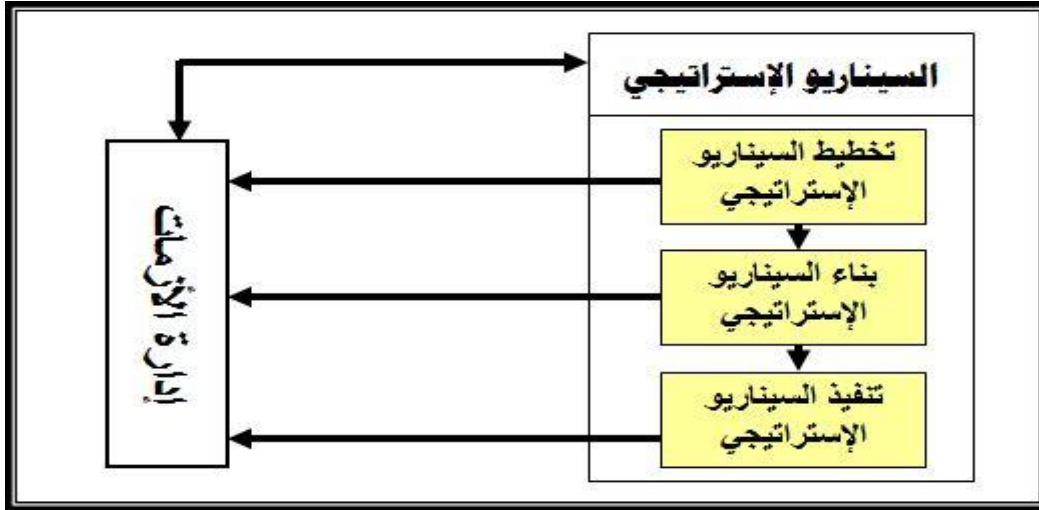 السيناريو الإستراتيجي
تخطيط السيناريو
الإستراتيجي
بناء السيناريو
الإستراتيجي
تنفيذ السيناريو
الإستراتيجي
إدارة الأزمات